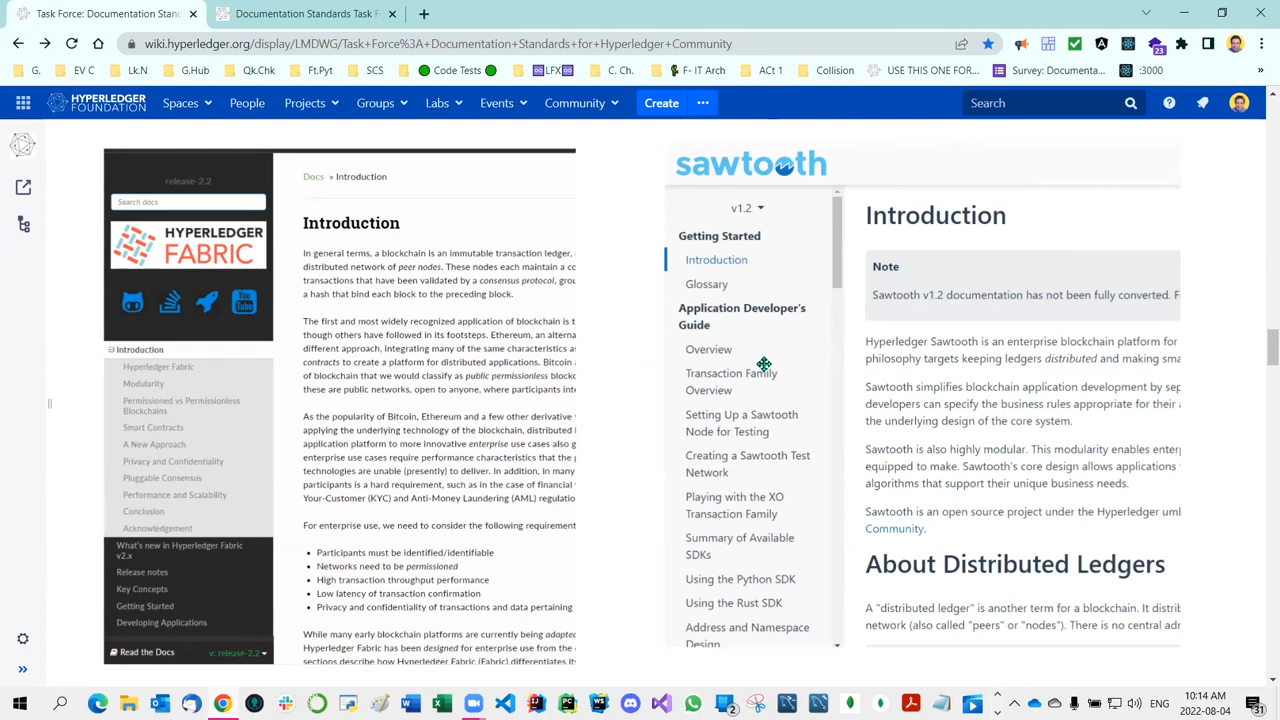 Task Force: Documentation S
Documentation Task Force
wiki.hyperledger.org/display/LMDWG/Task+Force%3A+Documentation+Standards+for+Hyperledger+Community
G.
EV C
Lk.N
G.Hub
Qk.Chk
Ft.Pyt
SCS
Code Tests
LFX
C. Ch.
F- IT Arch
ACt 1
Collision
USE THIS ONE FOR...
Survey: Documenta...
:3000
»
23
HYPERLEDGER
FOUNDATION
Spaces
People
Projects
Groups
Labs
Events
Community
Create
•••
Search
release-2.2
Search docs
HYPERLEDGER
FABRIC
You
Tube
Introduction
Hyperledger Fabric
Modularity
Permissioned vs Permissionless
Blockchains
Smart Contracts
A New Approach
Privacy and Confidentiality
Pluggable Consensus
Performance and Scalability
Conclusion
Acknowledgement
What's new in Hyperledger Fabric
v2.x
Release notes
Key Concepts
Getting Started
Developing Applications
Read the Docs
v: release-2.2
Docs » Introduction
Introduction
In general terms, a blockchain is an immutable transaction ledger,
distributed network of peer nodes. These nodes each maintain a co
transactions that have been validated by a consensus protocol, grou
a hash that bind each block to the preceding block.
The first and most widely recognized application of blockchain is t
though others have followed in its footsteps. Ethereum, an alterna
different approach, integrating many of the same characteristics a
contracts to create a platform for distributed applications. Bitcoin
of blockchain that we would classify as public permissionless block
these are public networks, open to anyone, where participants inte
As the popularity of Bitcoin, Ethereum and a few other derivative
applying the underlying technology of the blockchain, distributed
application platform to more innovative enterprise use cases also g
enterprise use cases require performance characteristics that the p
technologies are unable (presently) to deliver. In addition, in many
participants is a hard requirement, such as in the case of financial
Your-Customer (KYC) and Anti-Money Laundering (AML) regulatio
For enterprise use, we need to consider the following requirement
• Participants must be identified/identifiable
• Networks need to be permissioned
• High transaction throughput performance
• Low latency of transaction confirmation
• Privacy and confidentiality of transactions and data pertaining
While many early blockchain platforms are currently being adapted
Hyperledger Fabric has been designed for enterprise use from the
sections describe how Hyperledger Fabric (Fabric) differentiates its
sawtooth
v1.2
Getting Started
Introduction
Glossary
Application Developer's
Guide
Overview
Transaction Family
Overview
Setting Up a Sawtooth
Node for Testing
Creating a Sawtooth Test
Network
Playing with the XO
Transaction Family
Summary of Available
SDKs
Using the Python SDK
Using the Rust SDK
Address and Namespace
Design
Introduction
Note
Sawtooth v1.2 documentation has not been fully converted. F
Hyperledger Sawtooth is an enterprise blockchain platform for
philosophy targets keeping ledgers distributed and making sma
Sawtooth simplifies blockchain application development by sep
developers can specify the business rules appropriate for their a
the underlying design of the core system.
Sawtooth is also highly modular. This modularity enables enterp
equipped to make. Sawtooth's core design allows applications
algorithms that support their unique business needs.
Sawtooth is an open source project under the Hyperledger uml
Community.
About Distributed Ledgers
A "distributed ledger" is another term for a blockchain. It distrib
network (also called "peers" or "nodes"). There is no central adr
»
2
ENG
10:14 AM
2022-08-04
31